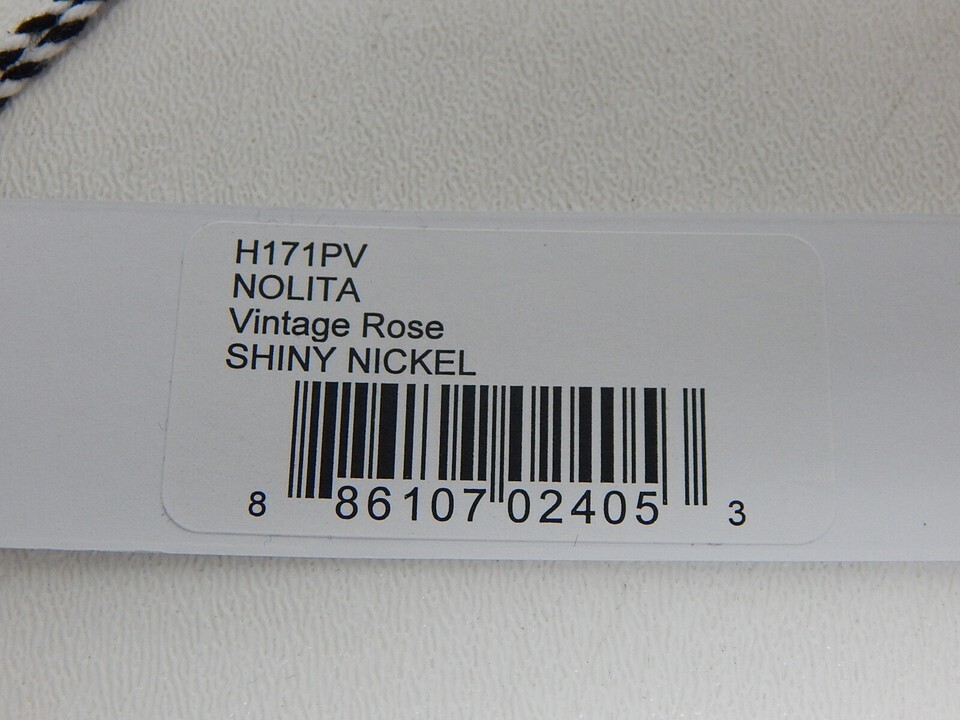 H171PV
NOLITA
Vintage Rose
SHINY NICKEL
8 86107 02405 3